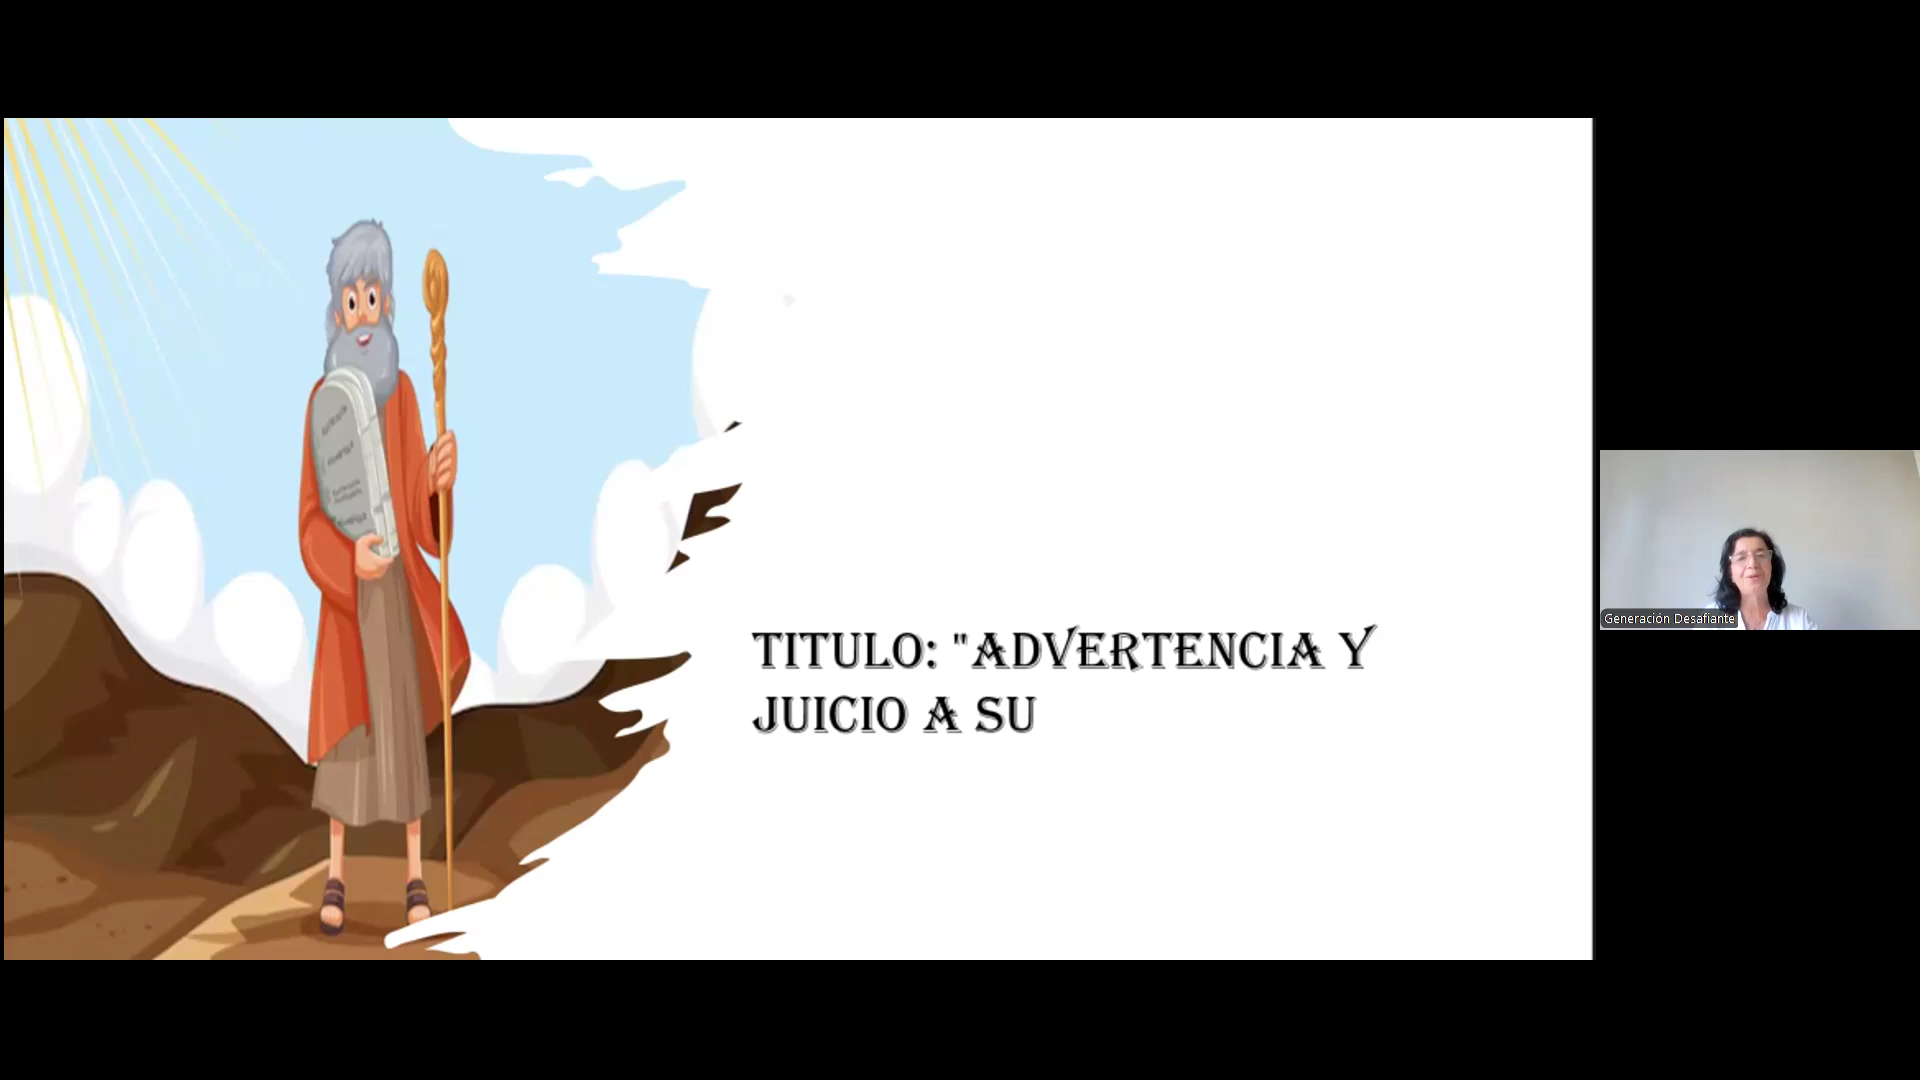 TITULO: "ADVERTENCIA Y
JUICIO A SU
Generación Desafiante